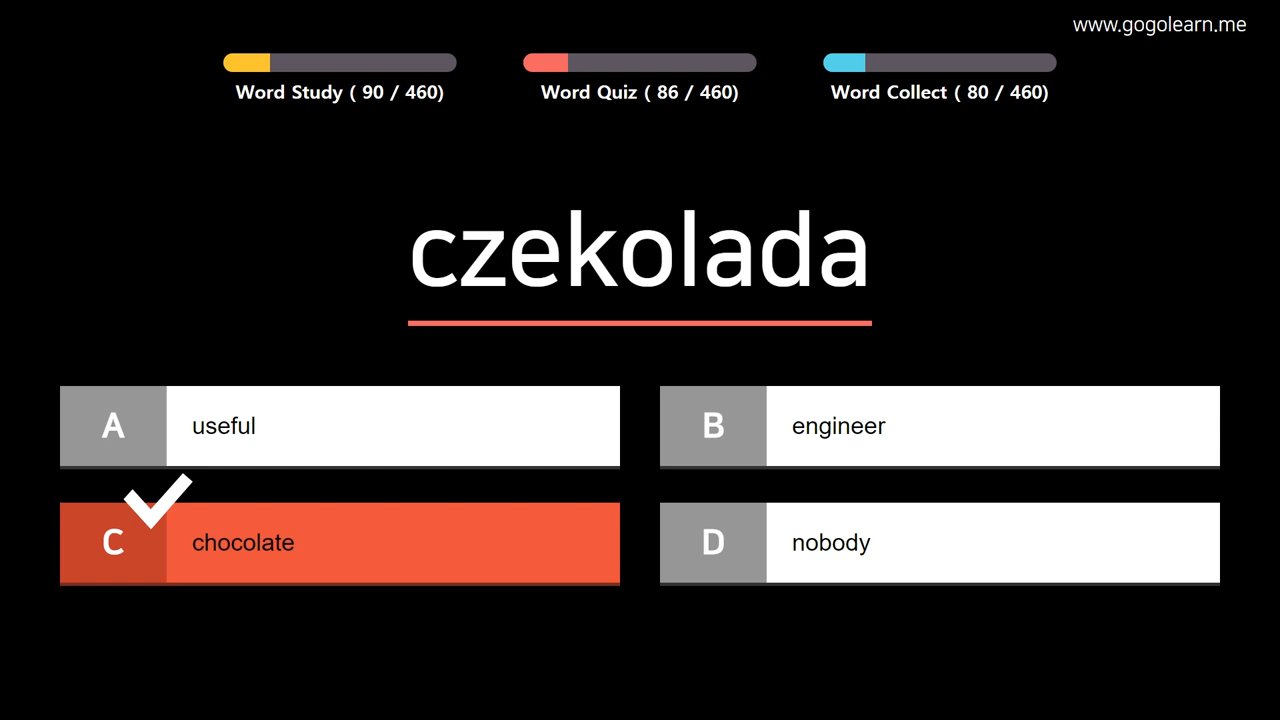 www.gogolearn.me
Word Study ( 90 / 460)
Word Quiz ( 86 / 460)
Word Collect ( 80 / 460)
czekolada
A useful
B engineer
C chocolate
D nobody